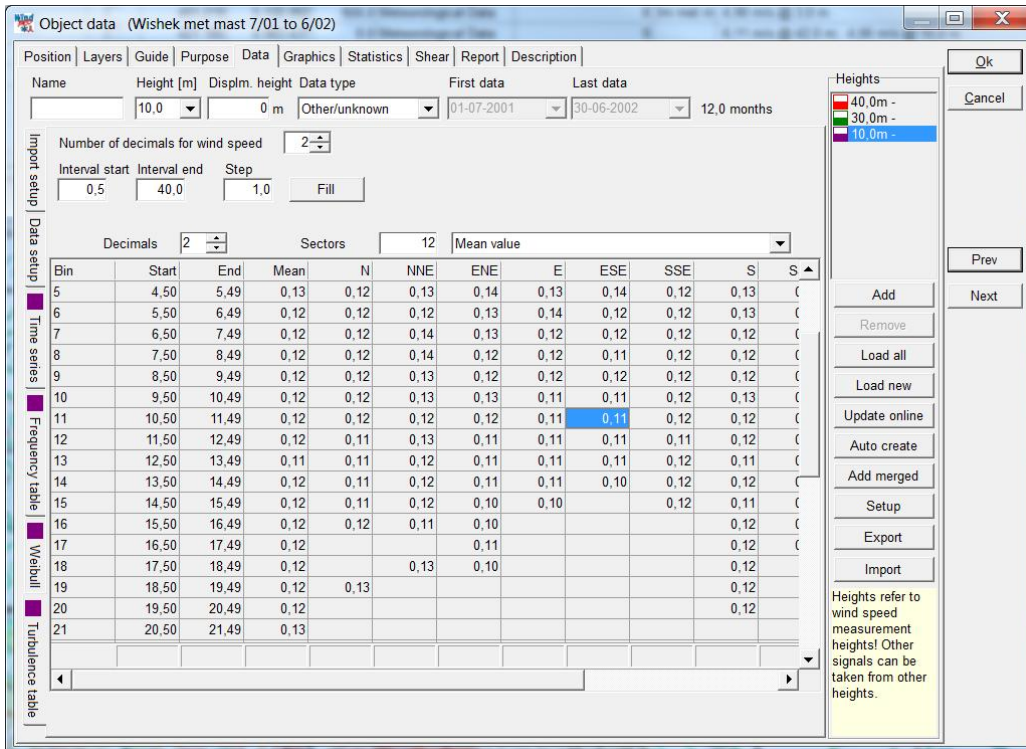 Object data (Wishek met mast 7/01 to 6/02)
Position Layers Guide Purpose Data Graphics Statistics Shear Report Description
Ok
Cancel
Prev
Next
Name Height [m] Displm. height Data type First data Last data
10,0 0 m Other/unknown 01-07-2001 30-06-2002 12,0 months
Heights
40,0m -
30,0m -
10,0m -
Import setup
Data setup
Time series
Frequency table
Weibull
Turbulence table
Number of decimals for wind speed 2
Interval start Interval end Step
0,5 40,0 1,0 Fill
Decimals 2 Sectors 12 Mean value
Bin Start End Mean N NNE ENE E ESE SSE S S
5 4,50 5,49 0,13 0,12 0,13 0,14 0,13 0,14 0,12 0,13
6 5,50 6,49 0,12 0,12 0,12 0,13 0,14 0,12 0,12 0,13
7 6,50 7,49 0,12 0,12 0,14 0,13 0,12 0,12 0,12 0,12
8 7,50 8,49 0,12 0,12 0,14 0,12 0,12 0,11 0,12 0,12
9 8,50 9,49 0,12 0,12 0,13 0,12 0,12 0,12 0,12 0,12
10 9,50 10,49 0,12 0,12 0,13 0,13 0,11 0,11 0,12 0,13
11 10,50 11,49 0,12 0,12 0,12 0,12 0,11 0,11 0,12 0,12
12 11,50 12,49 0,12 0,11 0,13 0,11 0,11 0,11 0,11 0,12
13 12,50 13,49 0,11 0,11 0,12 0,11 0,11 0,11 0,12 0,11
14 13,50 14,49 0,12 0,11 0,12 0,11 0,11 0,10 0,12 0,12
15 14,50 15,49 0,12 0,11 0,12 0,10 0,10 0,12 0,11
16 15,50 16,49 0,12 0,12 0,11 0,10 0,12
17 16,50 17,49 0,12 0,11 0,12
18 17,50 18,49 0,12 0,13 0,10 0,12
19 18,50 19,49 0,12 0,13 0,12
20 19,50 20,49 0,12 0,12
21 20,50 21,49 0,13
Add
Remove
Load all
Load new
Update online
Auto create
Add merged
Setup
Export
Import
Heights refer to
wind speed
measurement
heights! Other
signals can be
taken from other
heights.